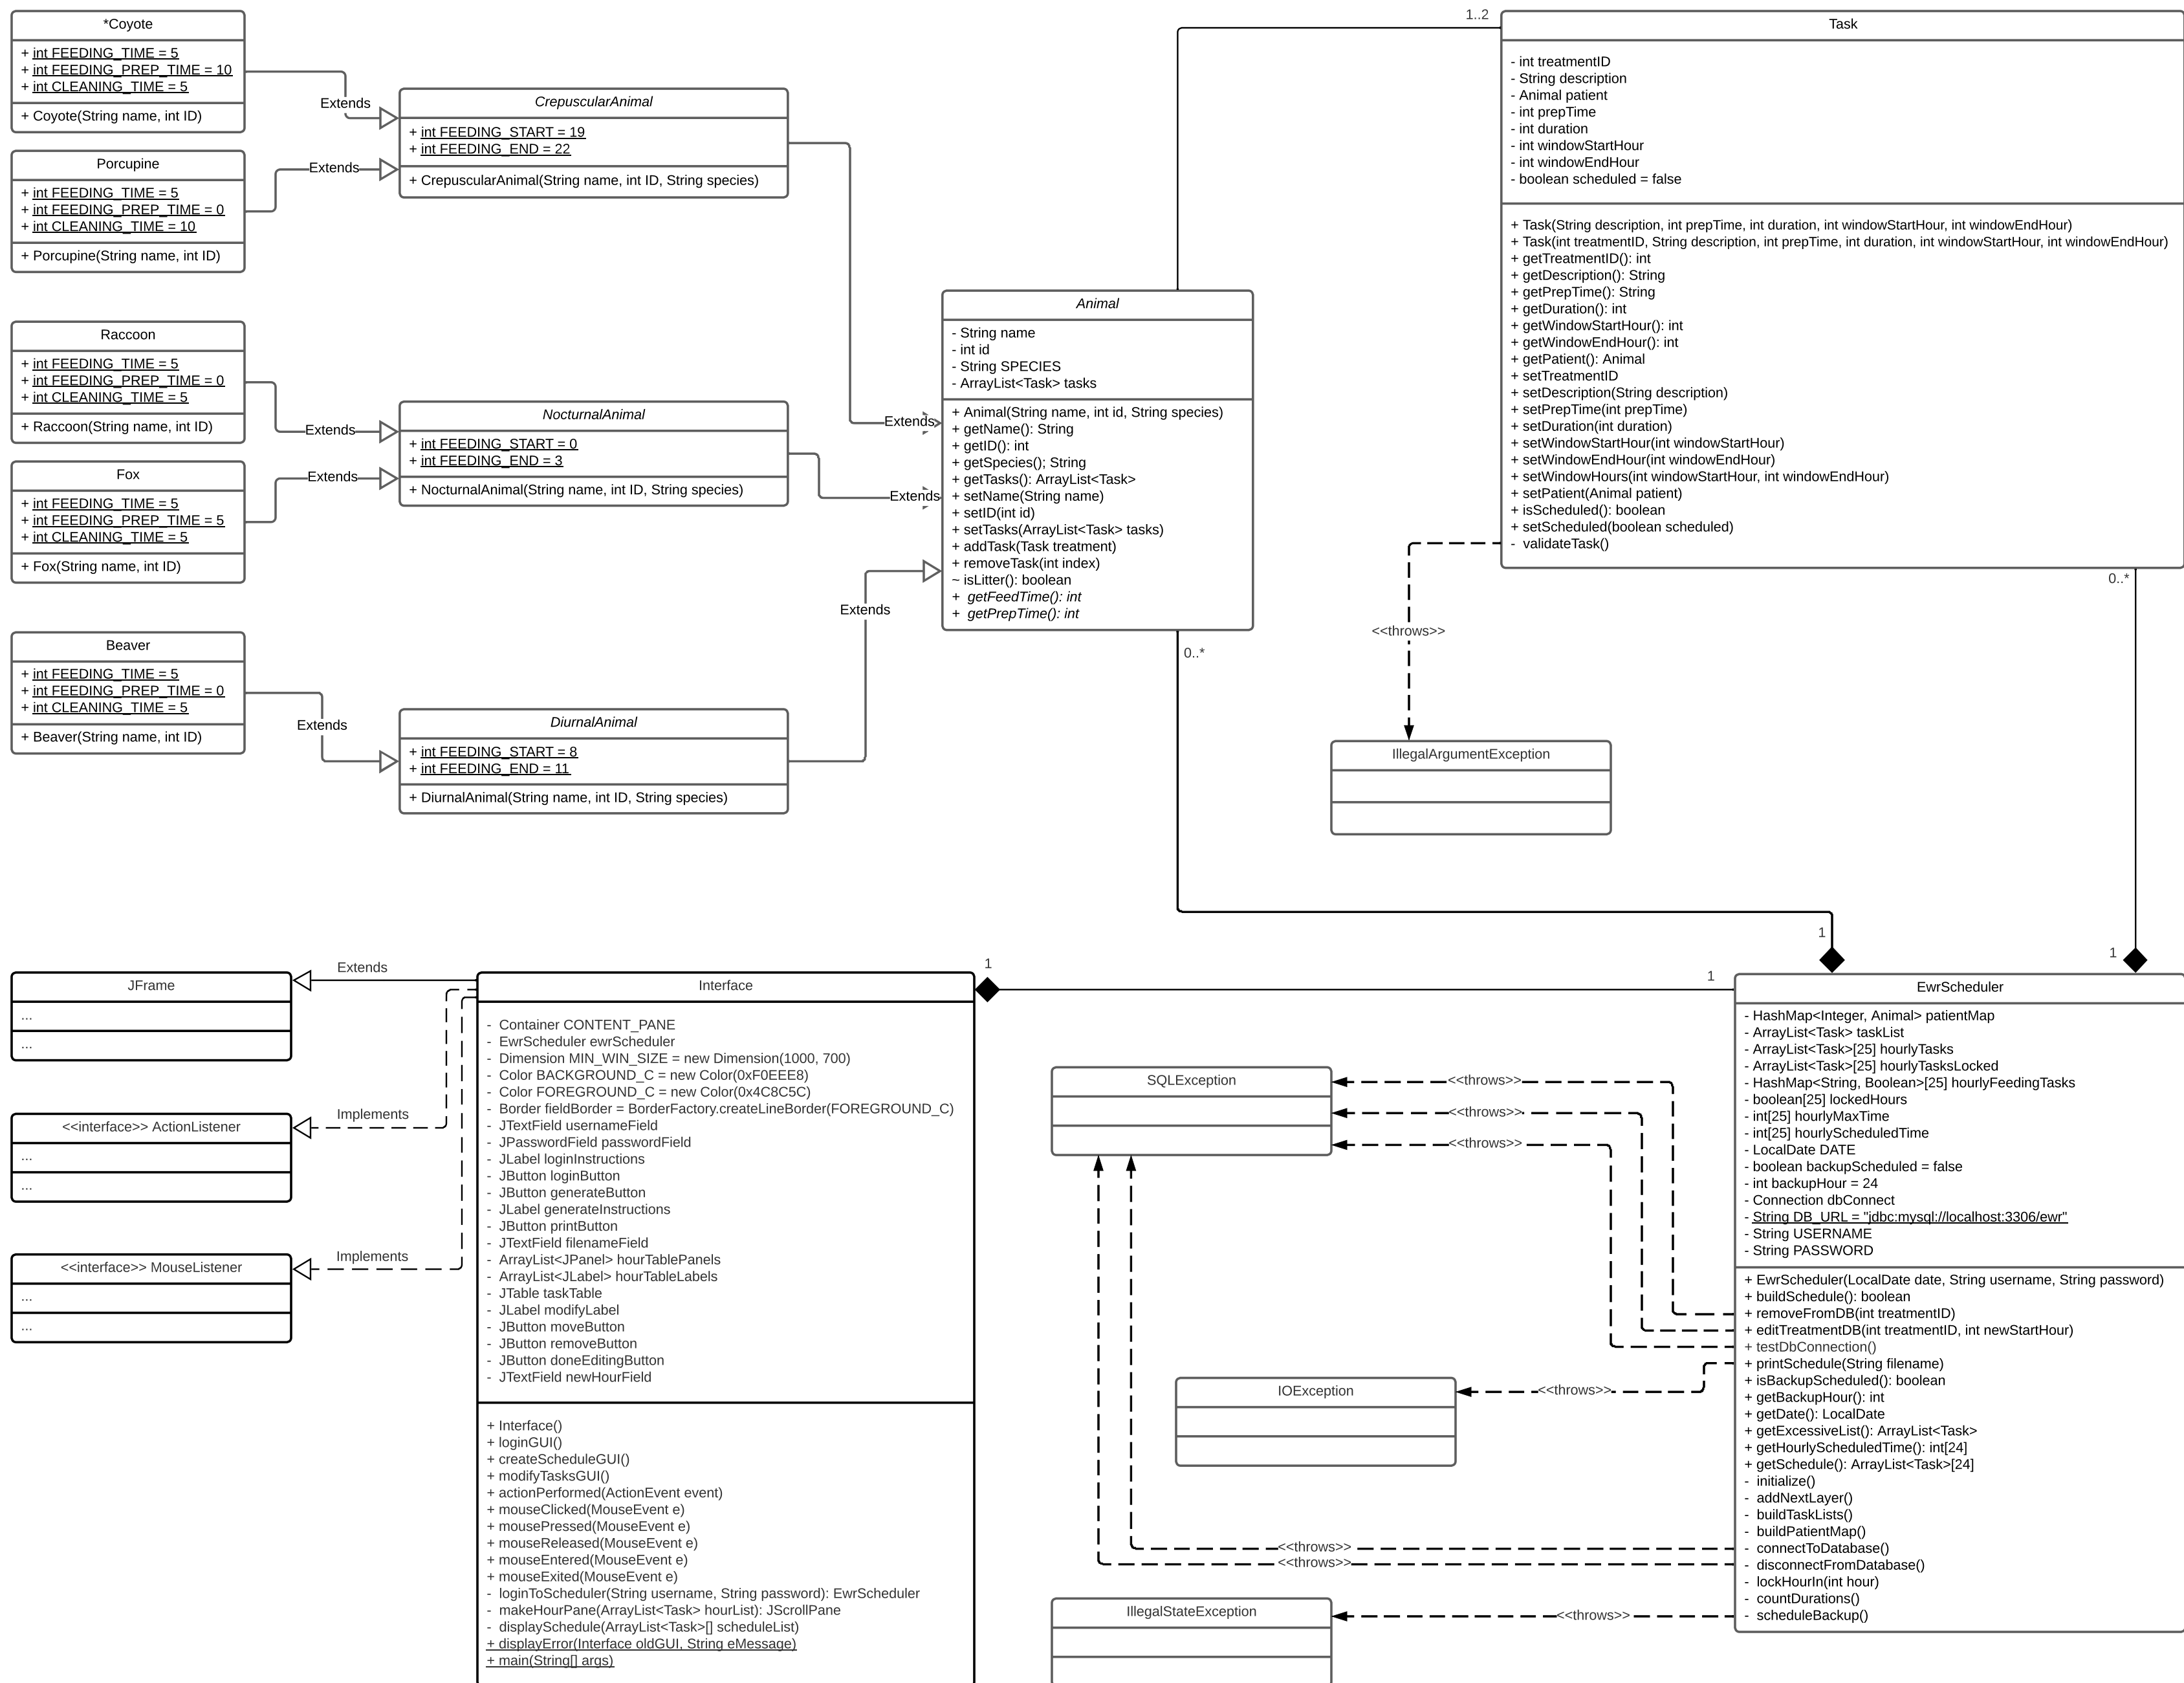 *Coyote
+ int FEEDING_TIME = 5
+ int FEEDING_PREP_TIME = 10
+ int CLEANING_TIME = 5
+ Coyote(String name, int ID)
Extends
Porcupine
+ int FEEDING_TIME = 5
+ int FEEDING_PREP_TIME = 0
+ int CLEANING_TIME = 10
+ Porcupine(String name, int ID)
Extends
CrepuscularAnimal
+ int FEEDING_START = 19
+ int FEEDING_END = 22
+ CrepuscularAnimal(String name, int ID, String species)
Extends
Raccoon
+ int FEEDING_TIME = 5
+ int FEEDING_PREP_TIME = 0
+ int CLEANING_TIME = 5
+ Raccoon(String name, int ID)
Extends
Fox
+ int FEEDING_TIME = 5
+ int FEEDING_PREP_TIME = 5
+ int CLEANING_TIME = 5
+ Fox(String name, int ID)
Extends
NocturnalAnimal
+ int FEEDING_START = 0
+ int FEEDING_END = 3
+ NocturnalAnimal(String name, int ID, String species)
Extends
Beaver
+ int FEEDING_TIME = 5
+ int FEEDING_PREP_TIME = 0
+ int CLEANING_TIME = 5
+ Beaver(String name, int ID)
Extends
DiurnalAnimal
+ int FEEDING_START = 8
+ int FEEDING_END = 11
+ DiurnalAnimal(String name, int ID, String species)
Extends
Animal
- String name
- int id
- String SPECIES
- ArrayList<Task> tasks
+ Animal(String name, int id, String species)
+ getName(): String
+ getID(): int
+ getSpecies(); String
+ getTasks(): ArrayList<Task>
+ setName(String name)
+ setID(int id)
+ setTasks(ArrayList<Task> tasks)
+ addTask(Task treatment)
+ removeTask(int index)
~ isLitter(): boolean
+ getFeedTime(): int
+ getPrepTime(): int
0..*
1..2
Task
- int treatmentID
- String description
- Animal patient
- int prepTime
- int duration
- int windowStartHour
- int windowEndHour
- boolean scheduled = false
+ Task(String description, int prepTime, int duration, int windowStartHour, int windowEndHour)
+ Task(int treatmentID, String description, int prepTime, int duration, int windowStartHour, int windowEndHour)
+ getTreatmentID(): int
+ getDescription(): String
+ getPrepTime(): String
+ getDuration(): int
+ getWindowStartHour(): int
+ getWindowEndHour(): int
+ getPatient(): Animal
+ setTreatmentID
+ setDescription(String description)
+ setPrepTime(int prepTime)
+ setDuration(int duration)
+ setWindowStartHour(int windowStartHour)
+ setWindowEndHour(int windowEndHour)
+ setWindowHours(int windowStartHour, int windowEndHour)
+ setPatient(Animal patient)
+ isScheduled(): boolean
+ setScheduled(boolean scheduled)
- validateTask()
0..*
<<throws>>
IllegalArgumentException
1
1
JFrame
...
...
Extends
<<interface>> ActionListener
...
...
Implements
<<interface>> MouseListener
...
...
Implements
Interface
- Container CONTENT_PANE
- EwrScheduler ewrScheduler
- Dimension MIN_WIN_SIZE = new Dimension(1000, 700)
- Color BACKGROUND_C = new Color(0xF0EEE8)
- Color FOREGROUND_C = new Color(0x4C8C5C)
- Border fieldBorder = BorderFactory.createLineBorder(FOREGROUND_C)
- JTextField usernameField
- JPasswordField passwordField
- JLabel loginInstructions
- JButton loginButton
- JButton generateButton
- JLabel generateInstructions
- JButton printButton
- JTextField filenameField
- ArrayList<JPanel> hourTablePanels
- ArrayList<JLabel> hourTableLabels
- JTable taskTable
- JLabel modifyLabel
- JButton moveButton
- JButton removeButton
- JButton doneEditingButton
- JTextField newHourField
+ Interface()
+ loginGUI()
+ createScheduleGUI()
+ modifyTasksGUI()
+ actionPerformed(ActionEvent event)
+ mouseClicked(MouseEvent e)
+ mousePressed(MouseEvent e)
+ mouseReleased(MouseEvent e)
+ mouseEntered(MouseEvent e)
+ mouseExited(MouseEvent e)
- loginToScheduler(String username, String password): EwrScheduler
- makeHourPane(ArrayList<Task> hourList): JScrollPane
- displaySchedule(ArrayList<Task>[] scheduleList)
+ displayError(Interface oldGUI, String eMessage)
+ main(String[] args)
1
1
SQLException
<<throws>>
<<throws>>
<<throws>>
IOException
<<throws>>
<<throws>>
<<throws>>
IllegalStateException
<<throws>>
EwrScheduler
- HashMap<Integer, Animal> patientMap
- ArrayList<Task> taskList
- ArrayList<Task>[25] hourlyTasks
- ArrayList<Task>[25] hourlyTasksLocked
- HashMap<String, Boolean>[25] hourlyFeedingTasks
- boolean[25] lockedHours
- int[25] hourlyMaxTime
- int[25] hourlyScheduledTime
- LocalDate DATE
- boolean backupScheduled = false
- int backupHour = 24
- Connection dbConnect
- String DB_URL = "jdbc:mysql://localhost:3306/ewr"
- String USERNAME
- String PASSWORD
+ EwrScheduler(LocalDate date, String username, String password)
+ buildSchedule(): boolean
+ removeFromDB(int treatmentID)
+ editTreatmentDB(int treatmentID, int newStartHour)
+ testDbConnection()
+ printSchedule(String filename)
+ isBackupScheduled(): boolean
+ getBackupHour(): int
+ getDate(): LocalDate
+ getExcessiveList(): ArrayList<Task>
+ getHourlyScheduledTime(): int[24]
+ getSchedule(): ArrayList<Task>[24]
- initialize()
- addNextLayer()
- buildTaskLists()
- buildPatientMap()
- connectToDatabase()
- disconnectFromDatabase()
- lockHourIn(int hour)
- countDurations()
- scheduleBackup()